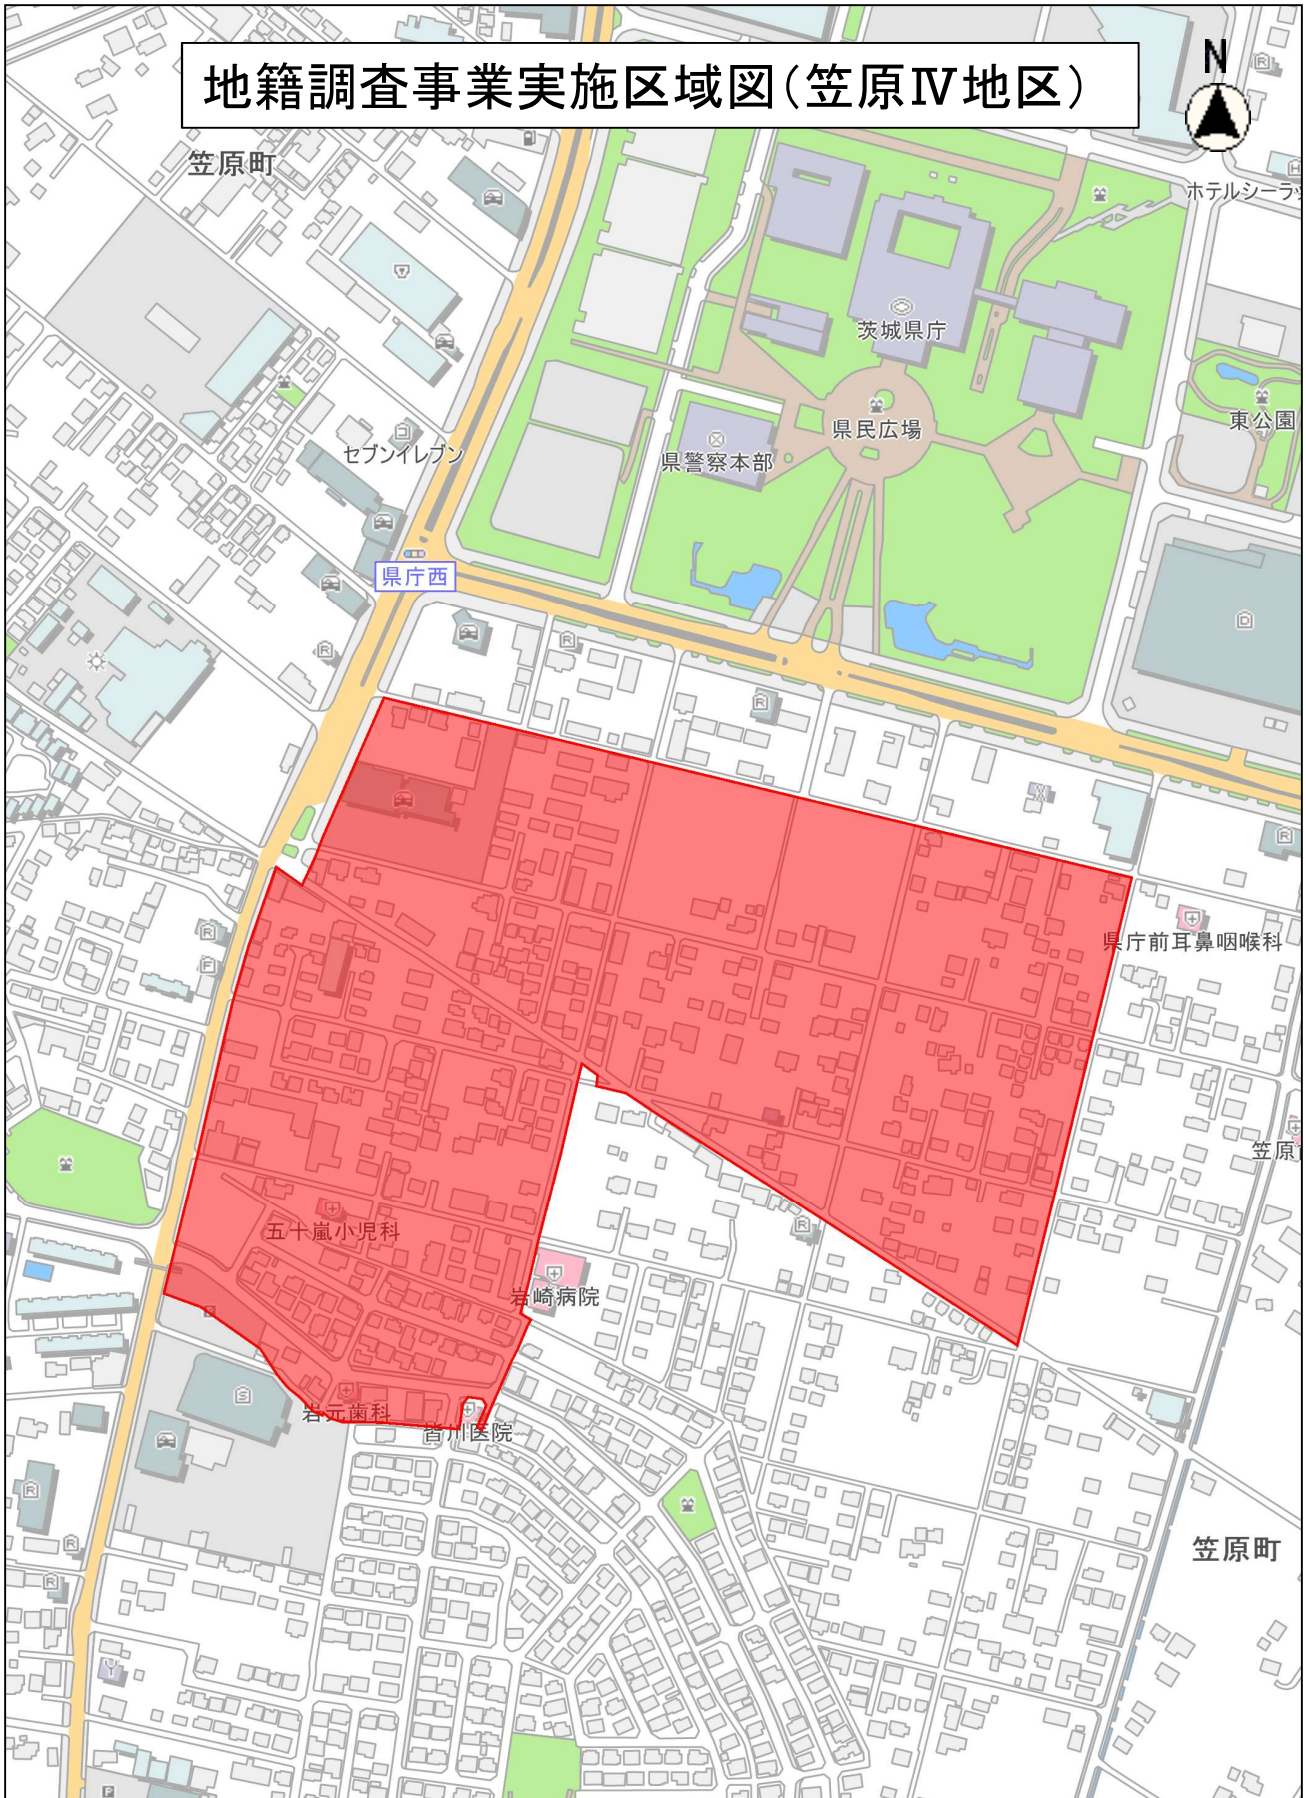 地籍調査事業実施区域図(笠原Ⅳ地区)
N
笠原町
ホテルシーラ
茨城県庁
県民広場
東公園
セブンイレブン
県警察本部
県庁西
県庁前耳鼻咽喉科
笠原
五十嵐小児科
岩崎病院
岩元歯科
皆川医院
笠原町